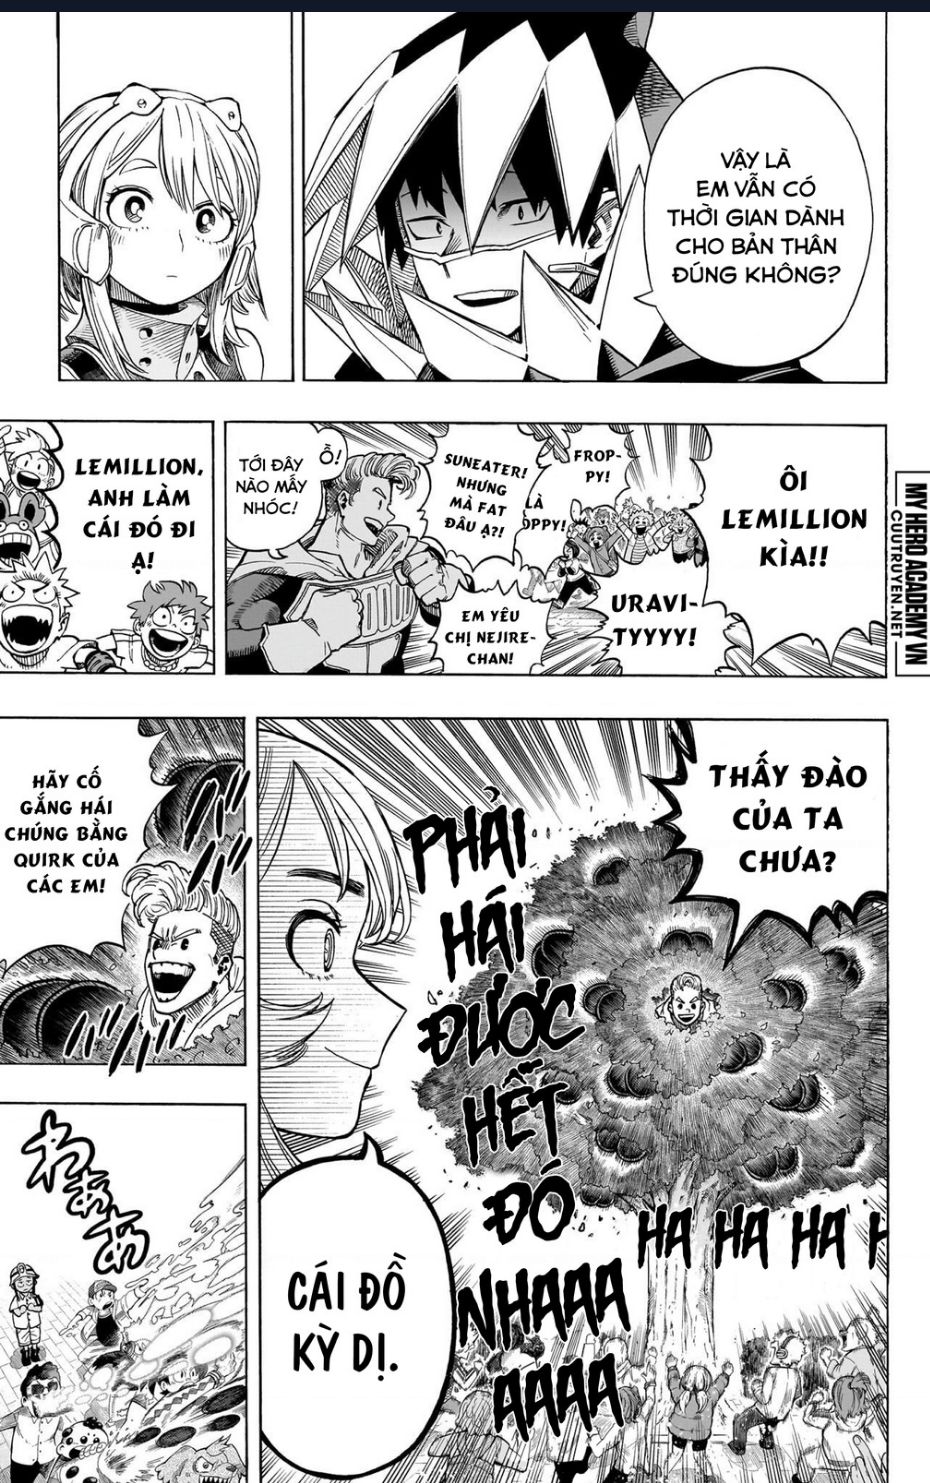 VẬY LÀ
EM VẪN CÓ
THỜI GIAN DÀNH
CHO BẢN THÂN
ĐÚNG KHÔNG?
ÔI
LEMILLION
KÌA!!
FROP-
PY!
URAVI-
TYYYY!
LÀ
OPPY!
SUNEATER!
NHƯNG
MÀ FAT
ĐÂU Ạ?!
EM YÊU
CHỊ NEJIRE-
CHAN!
Ồ!
TỚI ĐÂY
NÀO MẤY
NHÓC!
LEMILLION,
ANH LÀM
CÁI ĐÓ ĐI
Ạ!
MY HERO ACADEMY VN
CUUTRUYEN.NET
THẤY ĐÀO
CỦA TA
CHƯA?
PHẢI
HÁI
ĐƯỢC
HẾT
ĐÓ
NHAAA
AAAA
HA HA HA H
CÁI ĐỒ
KỲ DỊ.
HÃY CỐ
GẮNG HÁI
CHÚNG BẰNG
QUIRK CỦA
CÁC EM!
わあああ